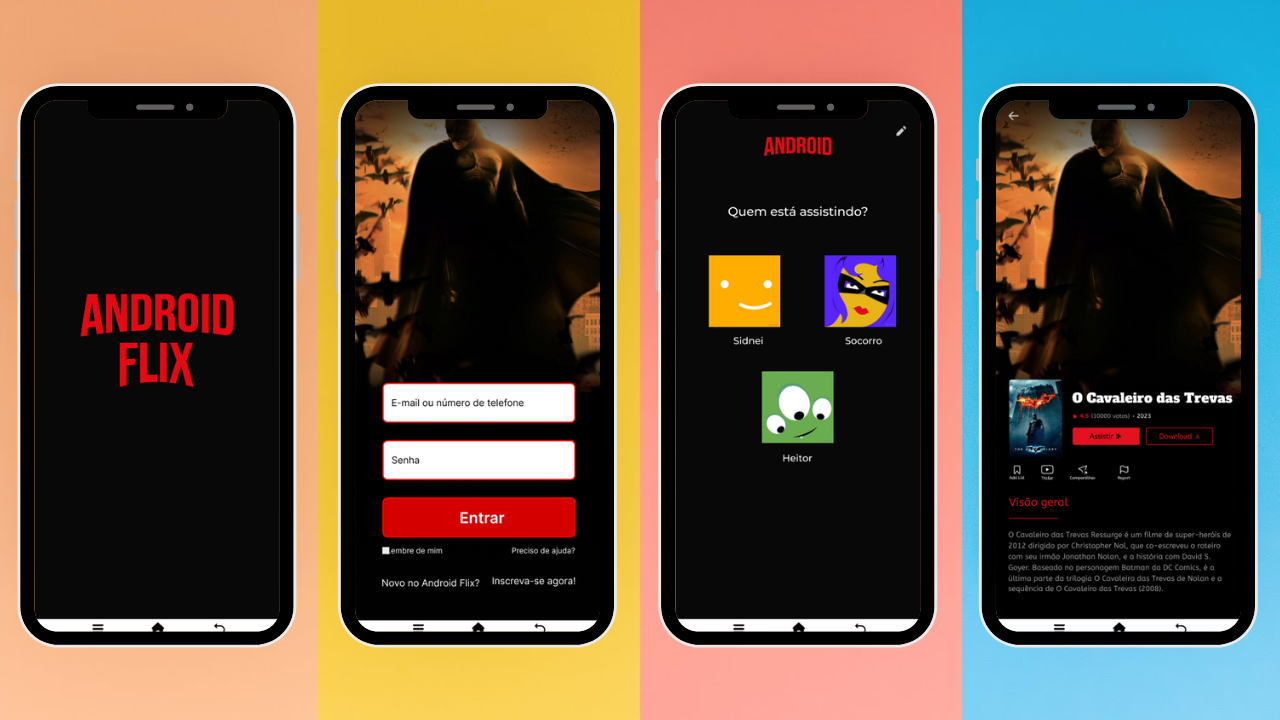 ANDROID
FLIX
E-mail ou número de telefone
Senha
Entrar
embre de mim
Preciso de ajuda?
Novo no Android Flix?
Inscreva-se agora!
ANDROID
Quem está assistindo?
Sidnei
Socorro
Heitor
O Cavaleiro das Trevas
4.5 (10000 votos) • 2023
Assistir
Download
Add List
Compartilhar
Report
Visão geral
O Cavaleiro das Trevas Ressurge é um filme de super-heróis de
2012 dirigido por Christopher Nol, que co-escreveu o roteiro
com seu irmão Jonathan Nolan, e a história com David S.
Goyer. Baseado no personagem Batman da DC Comics, é a
última parte da trilogia O Cavaleiro das Trevas de Nolan e a
sequência de O Cavaleiro das Trevas (2008).